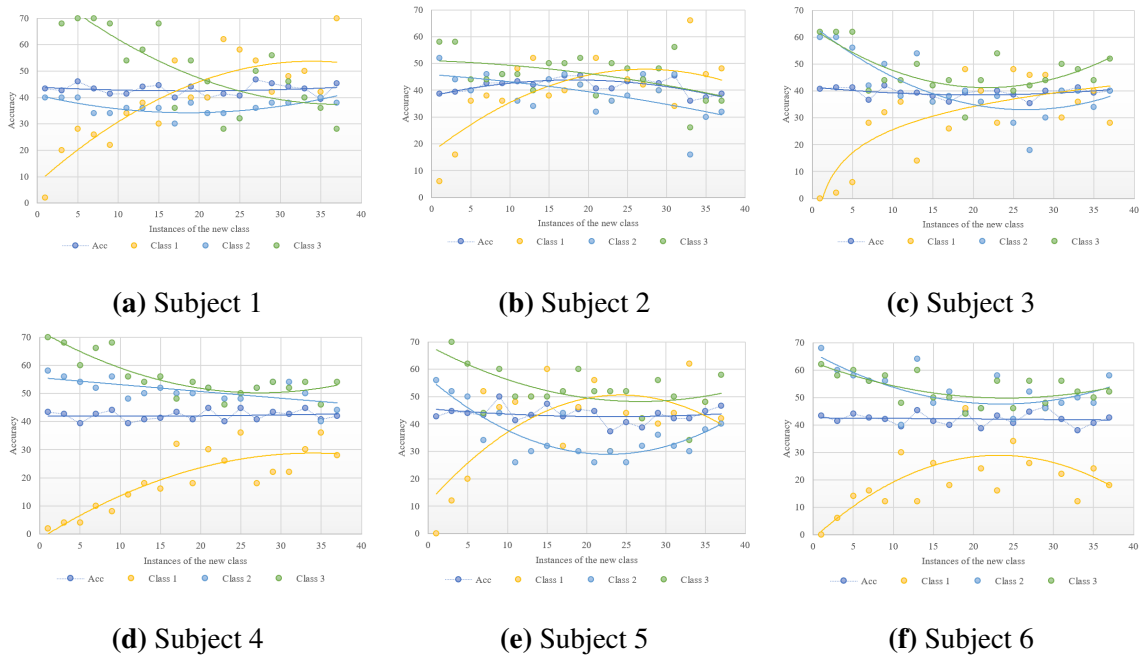 70
60
50
40
30
20
10
0
Accuracy
0 5 10 15 20 25 30 35 40
Instances of the new class
Acc Class 1 Class 2 Class 3
(a) Subject 1
70
60
50
40
30
20
10
0
Accuracy
0 5 10 15 20 25 30 35 40
Instances of the new class
Acc Class 1 Class 2 Class 3
(b) Subject 2
70
60
50
40
30
20
10
0
Accuracy
0 5 10 15 20 25 30 35 40
Instances of the new class
Acc Class 1 Class 2 Class 3
(c) Subject 3
70
60
50
40
30
20
10
0
Accuracy
0 5 10 15 20 25 30 35 40
Instances of the new class
Acc Class 1 Class 2 Class 3
(d) Subject 4
70
60
50
40
30
20
10
0
Accuracy
0 5 10 15 20 25 30 35 40
Instances of the new class
Acc Class 1 Class 2 Class 3
(e) Subject 5
70
60
50
40
30
20
10
0
Accuracy
0 5 10 15 20 25 30 35 40
Instances of the new class
Acc Class 1 Class 2 Class 3
(f) Subject 6